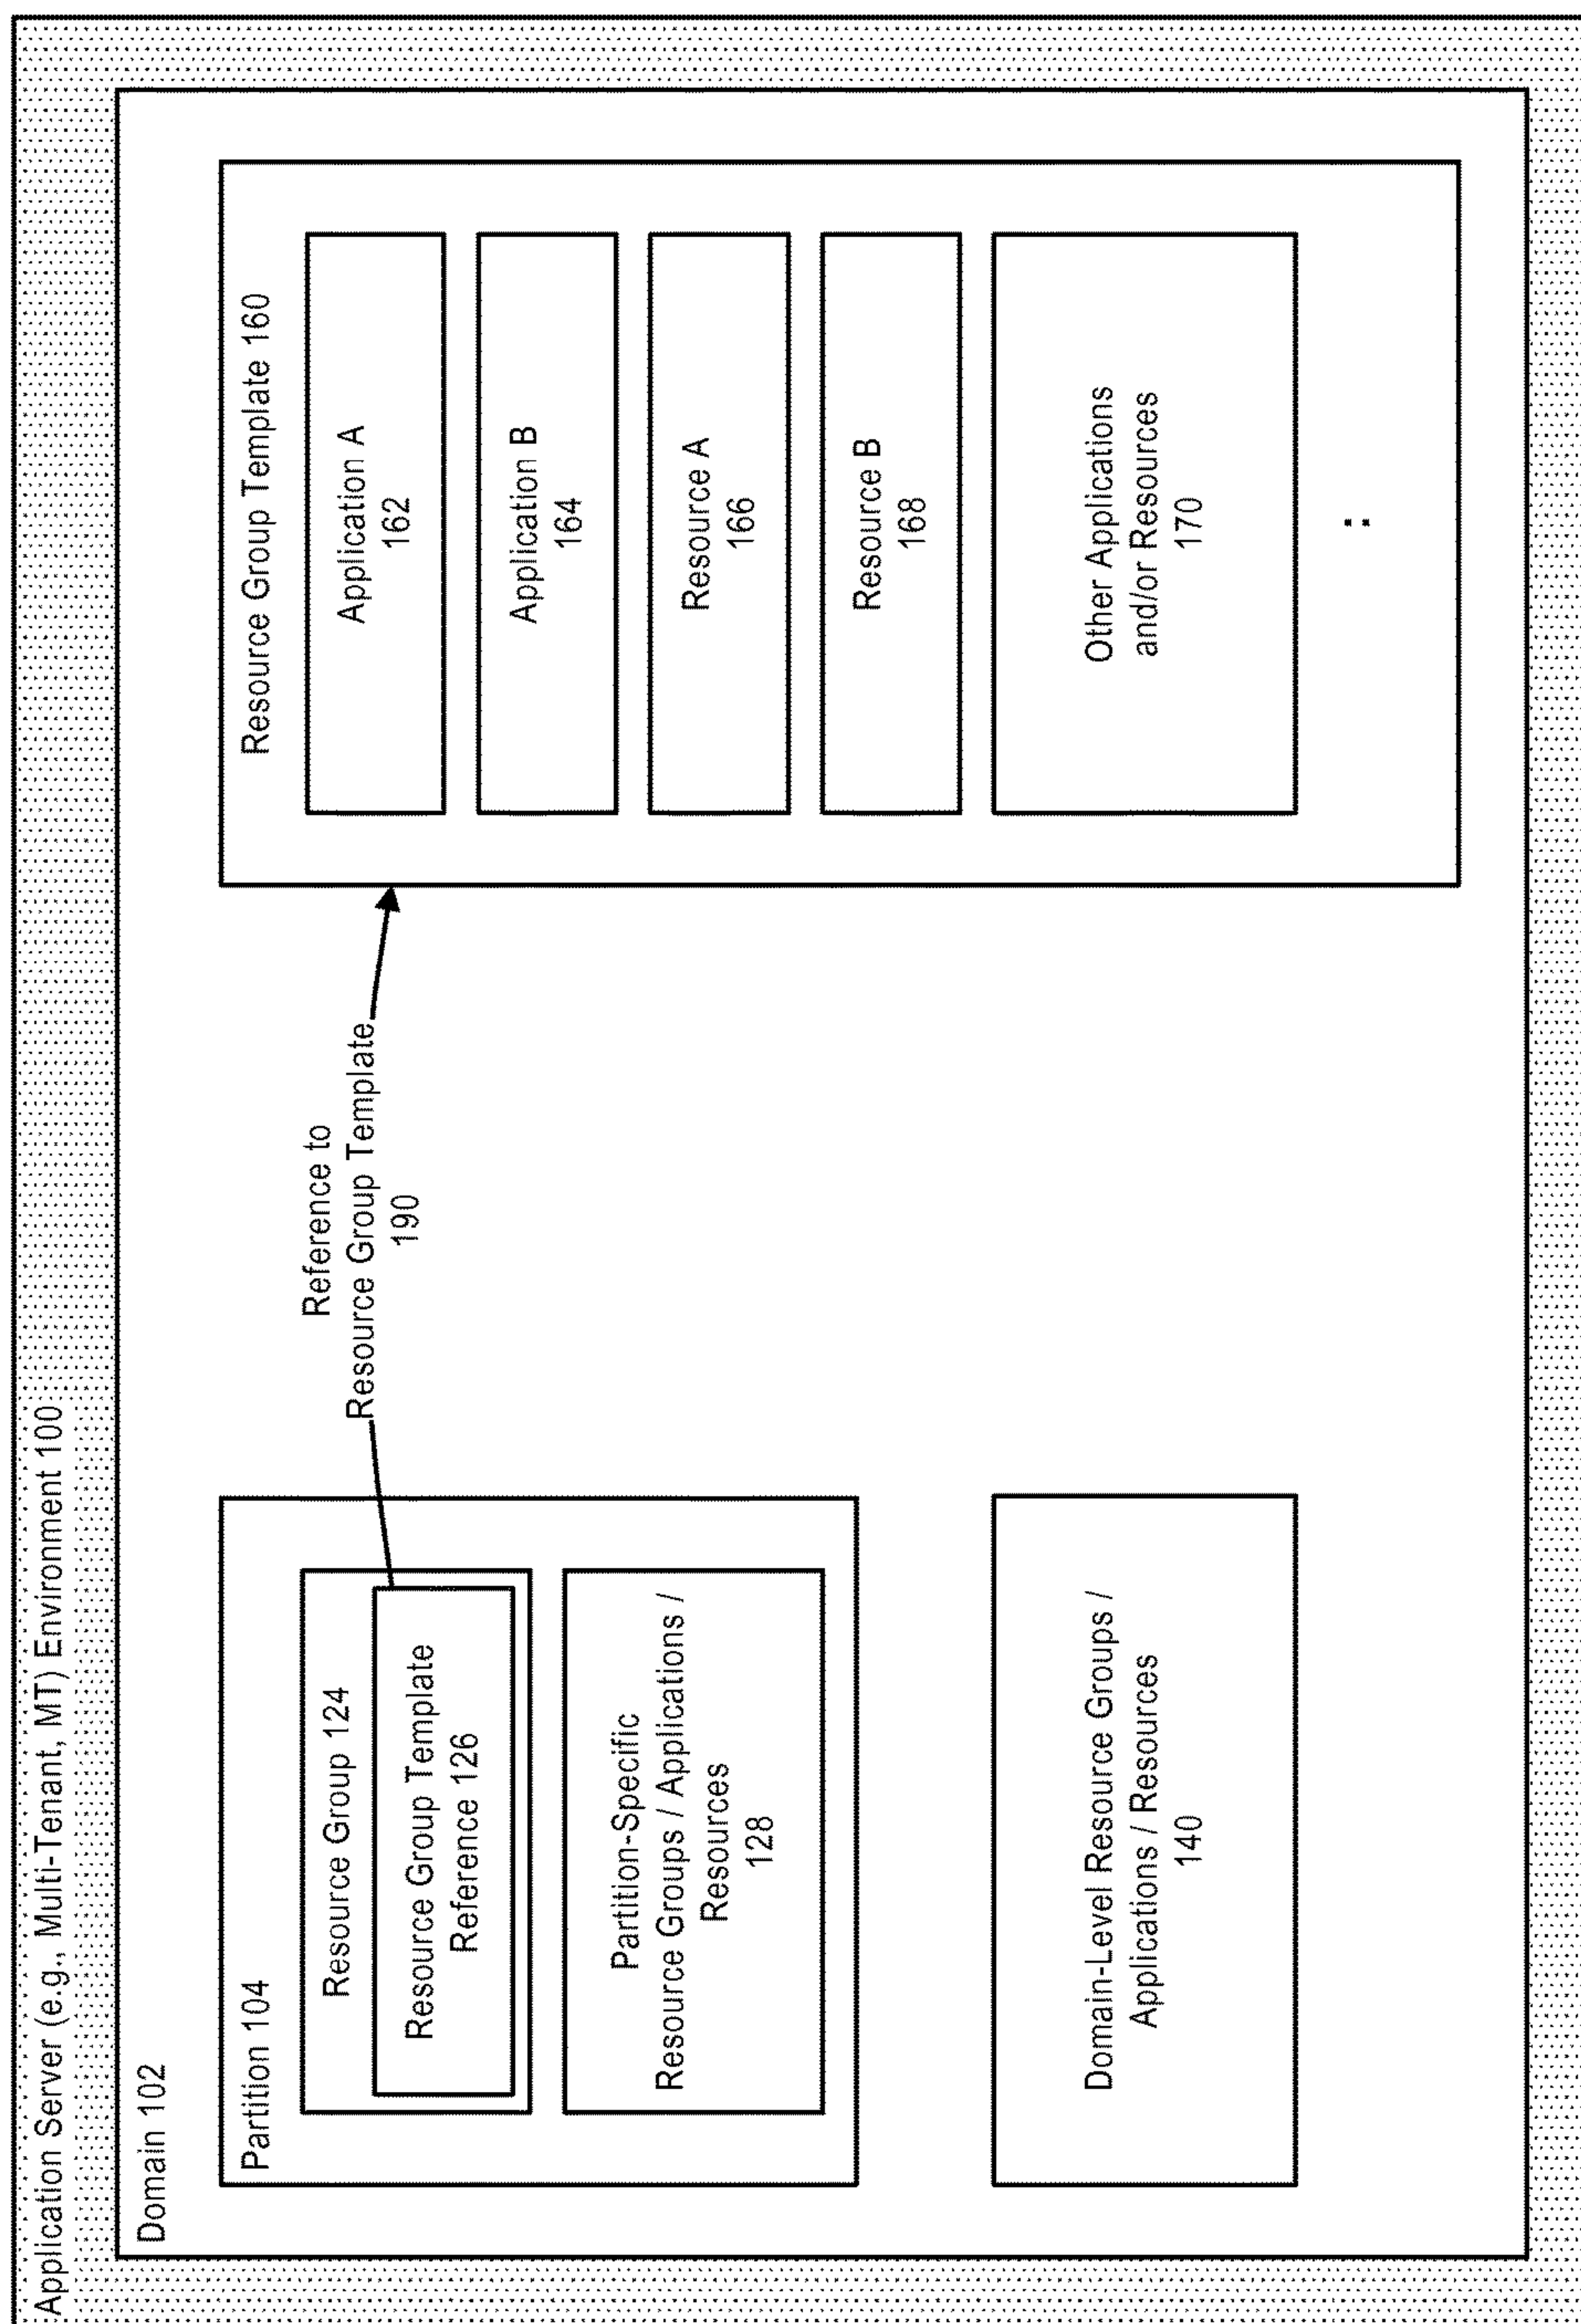 Application Server (e.g., Multi-Tenant, MT) Environment 100
Domain 102
Partition 104
Resource Group 124
Resource Group Template
Reference 126
Partition-Specific
Resource Groups / Applications /
Resources
128
Domain-Level Resource Groups /
Applications / Resources
140
Reference to
Resource Group Template
190
Resource Group Template 160
Application A
162
Application B
164
Resource A
166
Resource B
168
Other Applications
and/or Resources
170